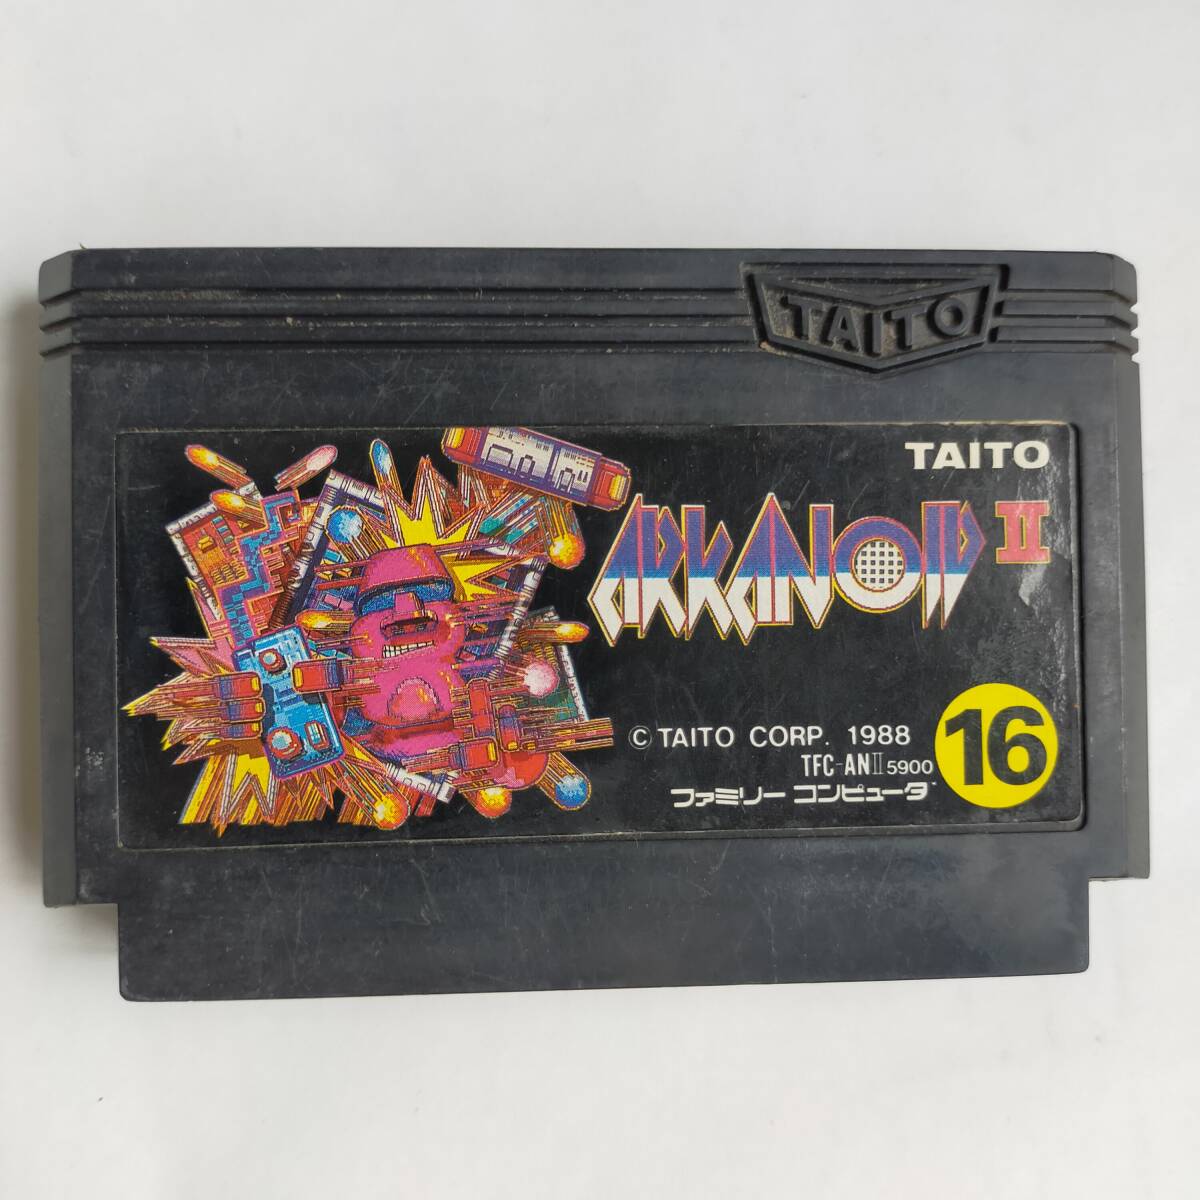 TAITO
TAITO
ARKANOID II
© TAITO CORP. 1988
TFC-ANII 5900
ファミリー コンピュータ
16